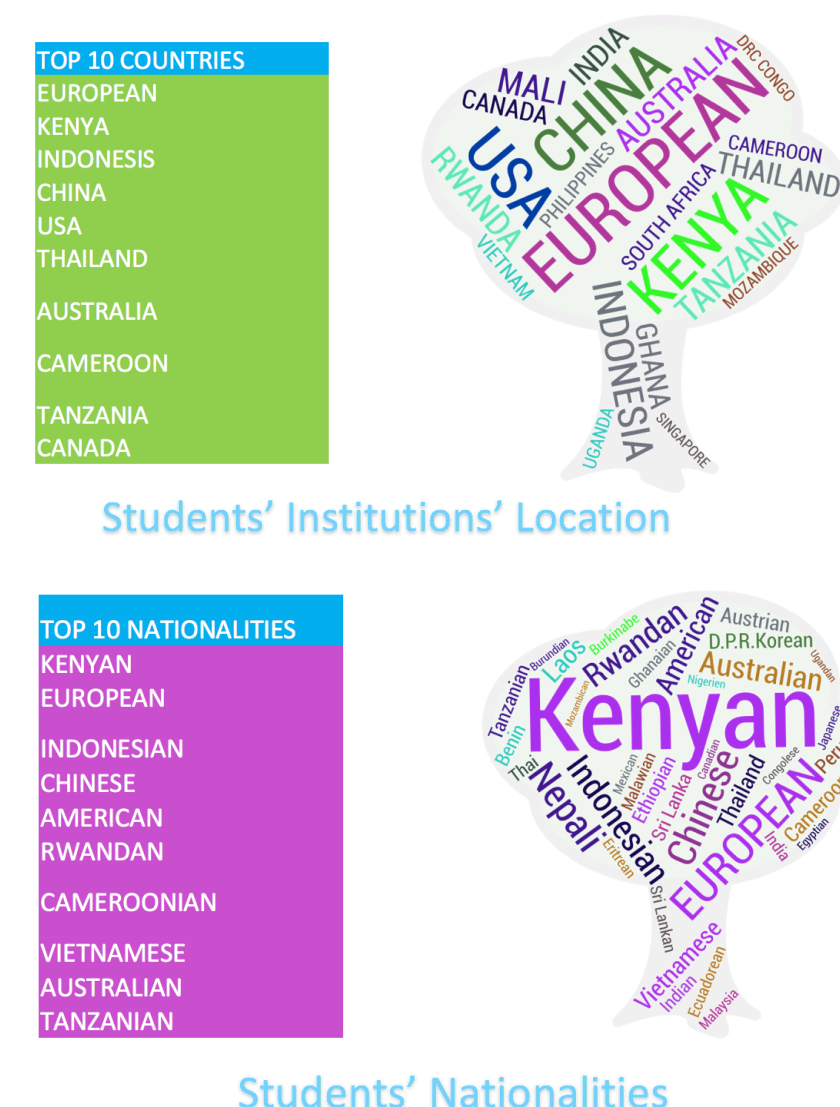 TOP 10 COUNTRIES
EUROPEAN
KENYA
INDONESIS
CHINA
USA
THAILAND
AUSTRALIA
CAMEROON
TANZANIA
CANADA
INDIA
DRC CONGO
MALI
CANADA
CHINA
AUSTRALIA
EUROPEAN
USA
PHILIPPINES
CAMEROON
THAILAND
RWANDA
SOUTH AFRICA
KENYA
VIETNAM
TANZANIA
MOZAMBIQUE
INDONESIA
GHANA
UGANDA
SINGAPORE
Students’ Institutions’ Location
TOP 10 NATIONALITIES
KENYAN
EUROPEAN
INDONESIAN
CHINESE
AMERICAN
RWANDAN
CAMEROONIAN
VIETNAMESE
AUSTRALIAN
TANZANIAN
Burkinabe
Rwandan
American
Austrian
D.P.R.Korean
Burundian
Laos
Ghanaian
Australian
Ugandan
Tanzanian
Mozambican
Nigerien
Kenyan
Benin
Japanese
Thai
Nepali
Indonesian
Mexican
Malawian
Ethiopian
Sri Lanka
Canadian
Chinese
Thailand
Congolese
EUROPEAN
Peru
Cameroon
Egyptian
India
Eritrean
Sri Lankan
Vietnamese
Indian
Ecuadorean
Malaysia
Students’ Nationalities